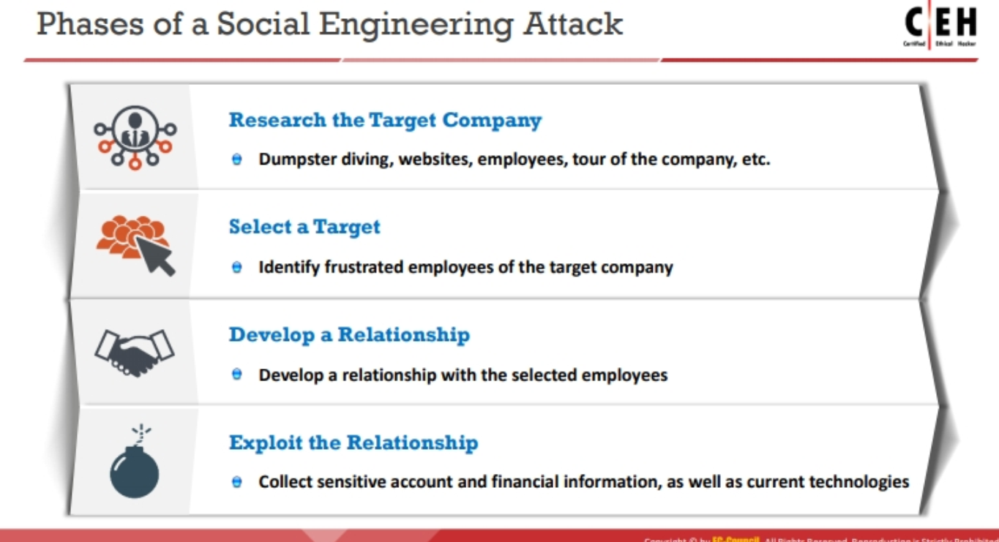 Phases of a Social Engineering Attack
C EH
Certified Ethical Hacker
Research the Target Company
Dumpster diving, websites, employees, tour of the company, etc.
Select a Target
Identify frustrated employees of the target company
Develop a Relationship
Develop a relationship with the selected employees
Exploit the Relationship
Collect sensitive account and financial information, as well as current technologies
Copyright © by EC-Council. All Rights Reserved. Reproduction is Strictly Prohibited